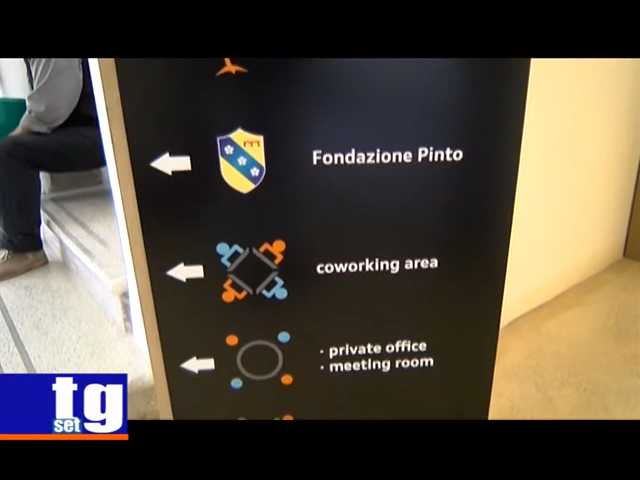 Fondazione Pinto
coworking area
· private office
· meeting room
tg
set